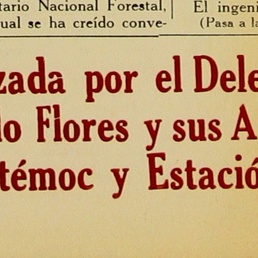 tario Nacional Forestal,
ual se ha creído conve-
El ingeni
(Pasa a la
zada por el Dele
lo Flores y sus A
témoc y Estació